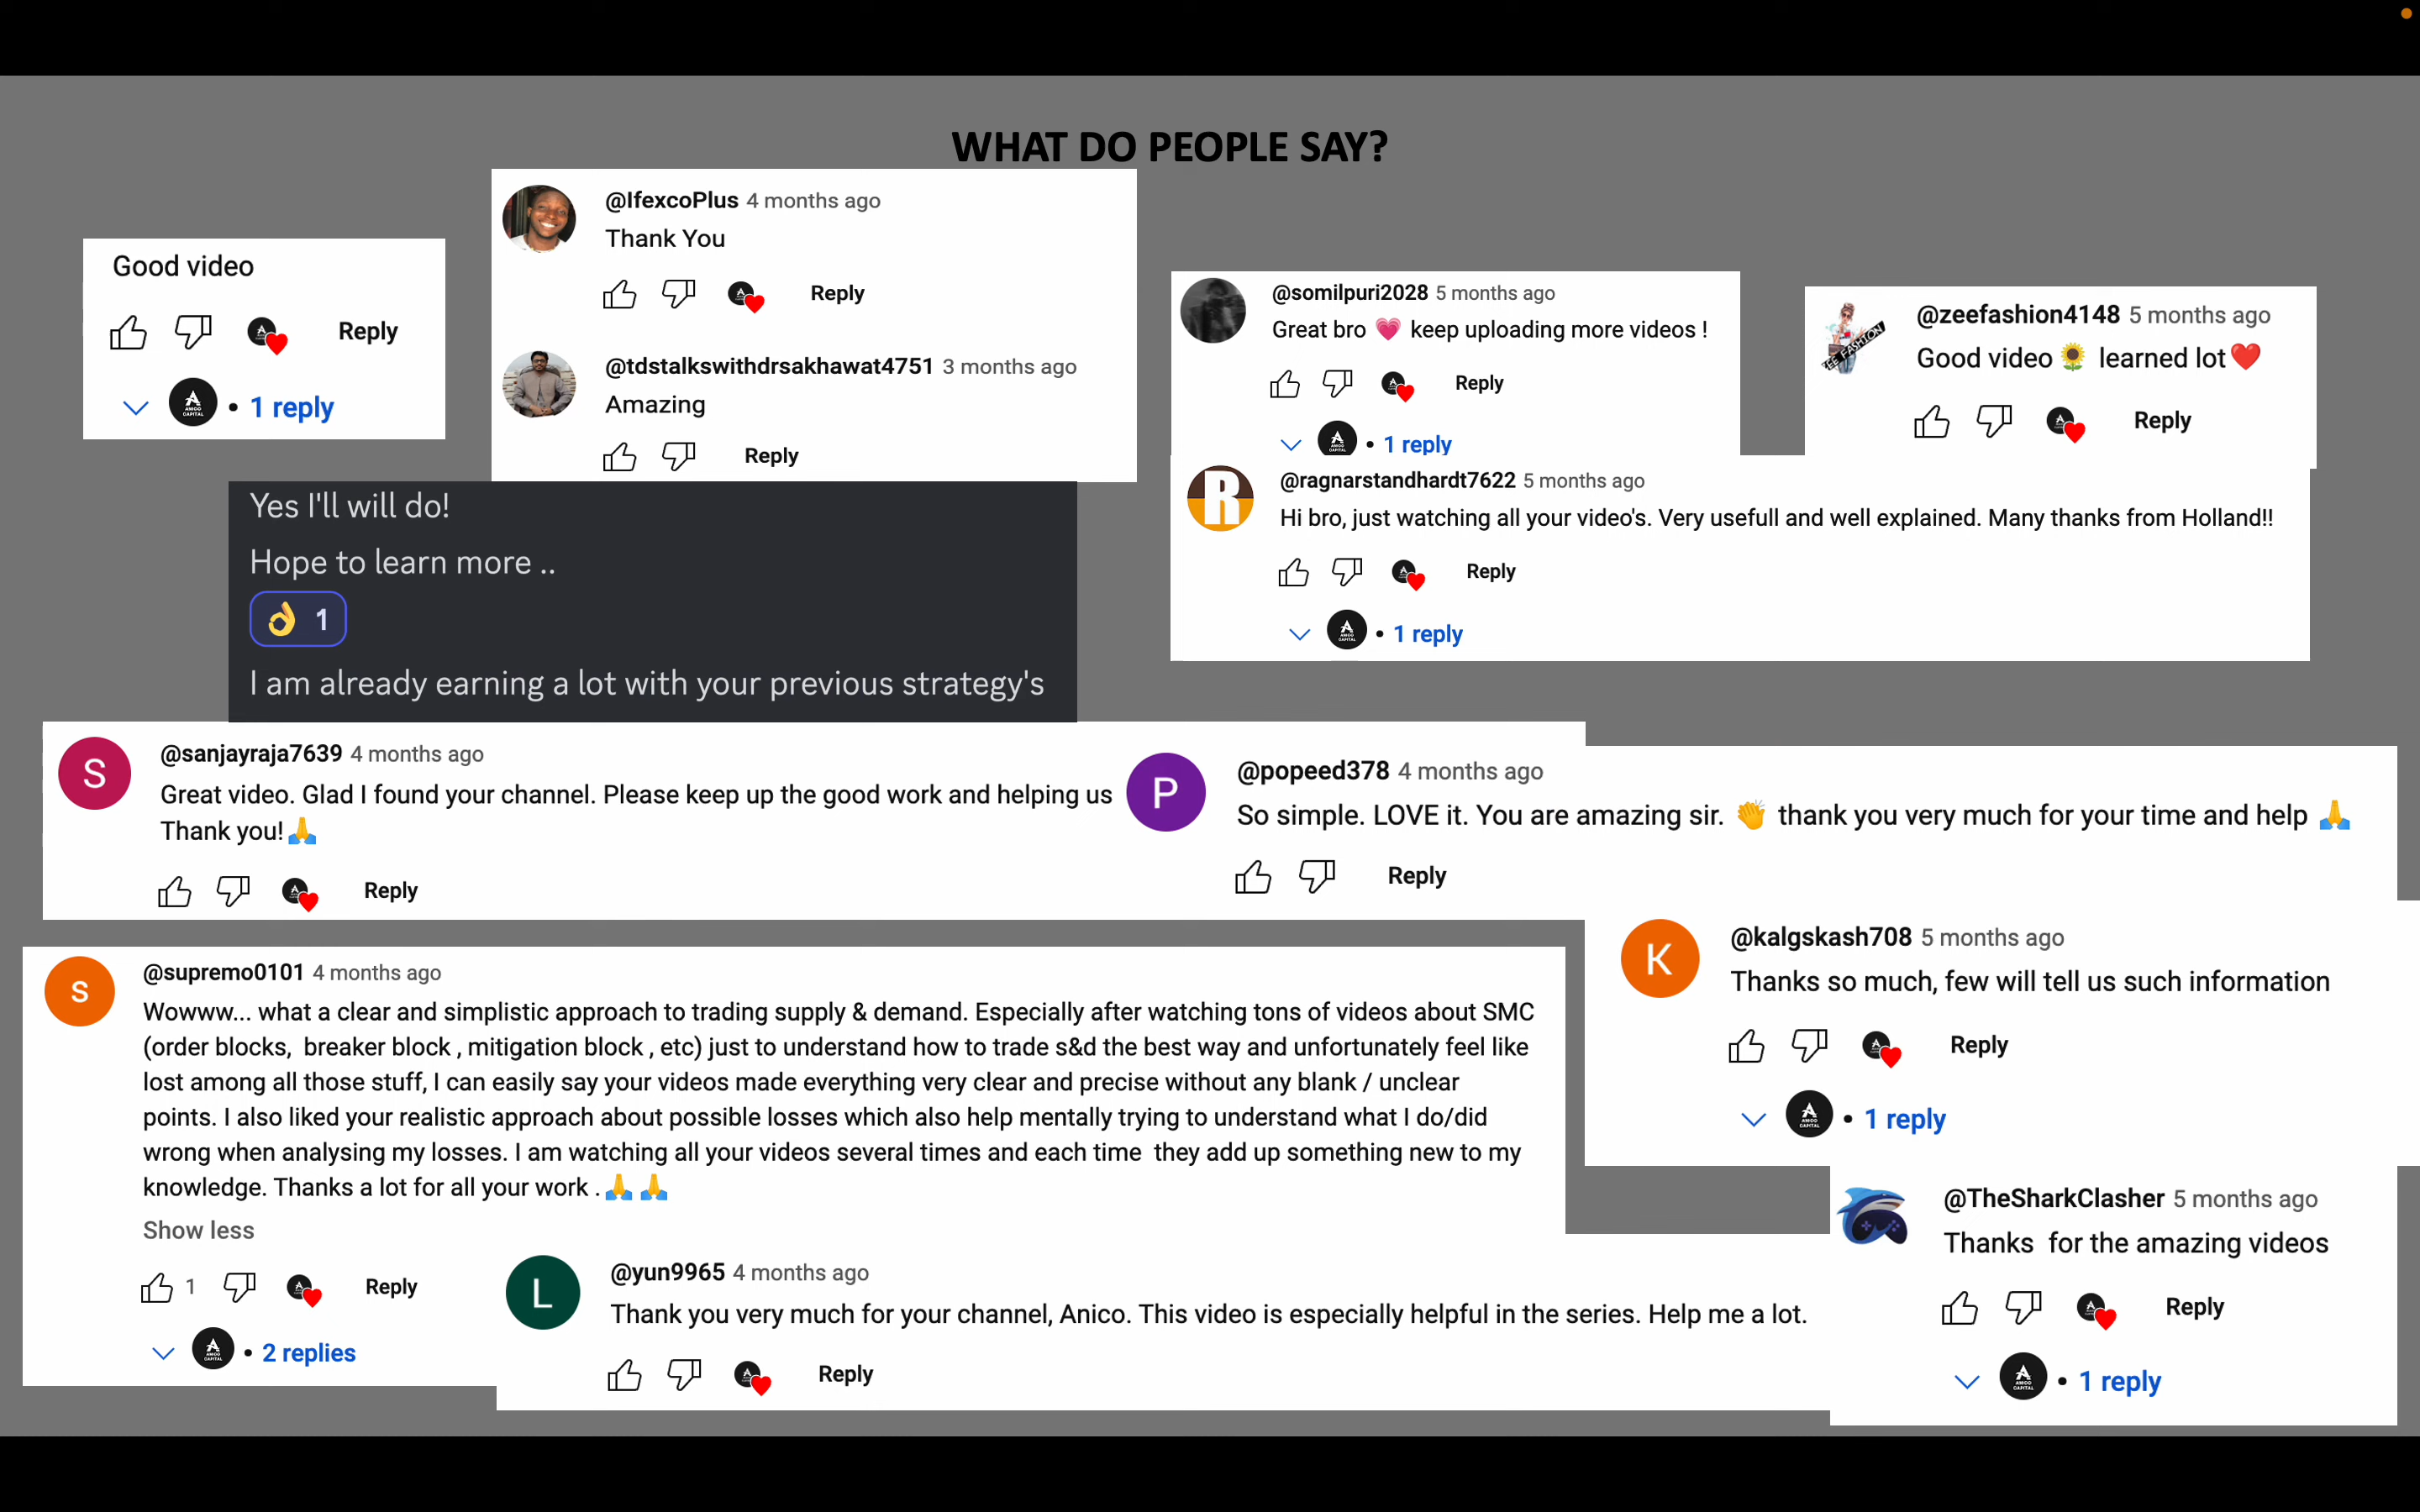 WHAT DO PEOPLE SAY?
Good video
Reply
1 reply
@IfexcoPlus 4 months ago
Thank You
Reply
@tdstalkswithdrsakhawat4751 3 months ago
Amazing
Reply
@somilpuri2028 5 months ago
Great bro 💗 keep uploading more videos !
Reply
1 reply
ZEE FASHION
@zeefashion4148 5 months ago
Good video 🌻 learned lot❤️
Reply
Yes I'll will do!
Hope to learn more ..
👌 1
I am already earning a lot with your previous strategy's
R
@ragnarstandhardt7622 5 months ago
Hi bro, just watching all your video's. Very usefull and well explained. Many thanks from Holland!!
Reply
1 reply
S
@sanjayraja7639 4 months ago
Great video. Glad I found your channel. Please keep up the good work and helping us
Thank you!🙏
Reply
P
@popeed378 4 months ago
So simple. LOVE it. You are amazing sir. 👏 thank you very much for your time and help 🙏
Reply
S
@supremo0101 4 months ago
Wowww... what a clear and simplistic approach to trading supply & demand. Especially after watching tons of videos about SMC
(order blocks, breaker block , mitigation block , etc) just to understand how to trade s&d the best way and unfortunately feel like
lost among all those stuff, I can easily say your videos made everything very clear and precise without any blank / unclear
points. I also liked your realistic approach about possible losses which also help mentally trying to understand what I do/did
wrong when analysing my losses. I am watching all your videos several times and each time they add up something new to my
knowledge. Thanks a lot for all your work . 🙏 🙏
Show less
1 Reply
2 replies
K
@kalgskash708 5 months ago
Thanks so much, few will tell us such information
Reply
1 reply
L
@yun9965 4 months ago
Thank you very much for your channel, Anico. This video is especially helpful in the series. Help me a lot.
Reply
@TheSharkClasher 5 months ago
Thanks for the amazing videos
Reply
1 reply